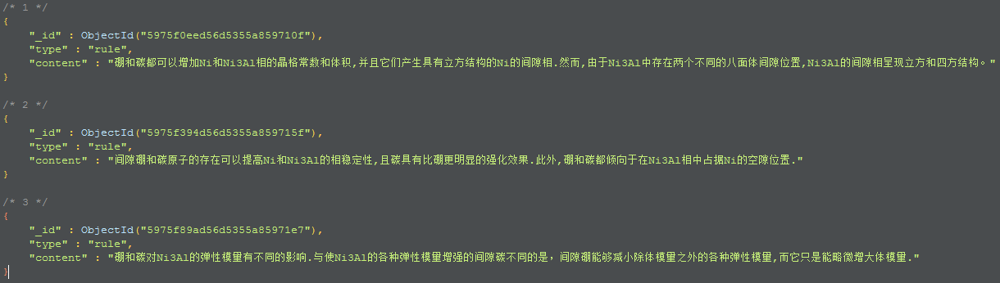 /* 1 */
{
    "_id" : ObjectId("5975f0eed56d5355a859710f"),
    "type" : "rule",
    "content" : "硼和碳都可以增加Ni和Ni3Al相的晶格常数和体积,并且它们产生具有立方结构的Ni的间隙相.然而,由于Ni3Al中存在两个不同的八面体间隙位置,Ni3Al的间隙相呈现立方和四方结构。"
}
/* 2 */
{
    "_id" : ObjectId("5975f394d56d5355a859715f"),
    "type" : "rule",
    "content" : "间隙硼和碳原子的存在可以提高Ni和Ni3Al的相稳定性,且碳具有比硼更明显的强化效果.此外,硼和碳都倾向于在Ni3Al相中占据Ni的空隙位置."
}
/* 3 */
{
    "_id" : ObjectId("5975f89ad56d5355a85971e7"),
    "type" : "rule",
    "content" : "硼和碳对Ni3Al的弹性模量有不同的影响.与使Ni3Al的各种弹性模量增强的间隙碳不同的是，间隙硼能够减小除体模量之外的各种弹性模量,而它只是能略微增大体模量."
}